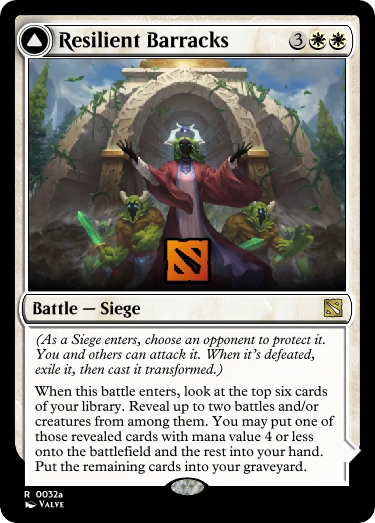 Resilient Barracks 3
Battle — Siege
(As a Siege enters, choose an opponent to protect it.
You and others can attack it. When it's defeated,
exile it, then cast it transformed.)
When this battle enters, look at the top six cards
of your library. Reveal up to two battles and/or
creatures from among them. You may put one of
those revealed cards with mana value 4 or less
onto the battlefield and the rest into your hand.
Put the remaining cards into your graveyard.
R 0032a
Valve